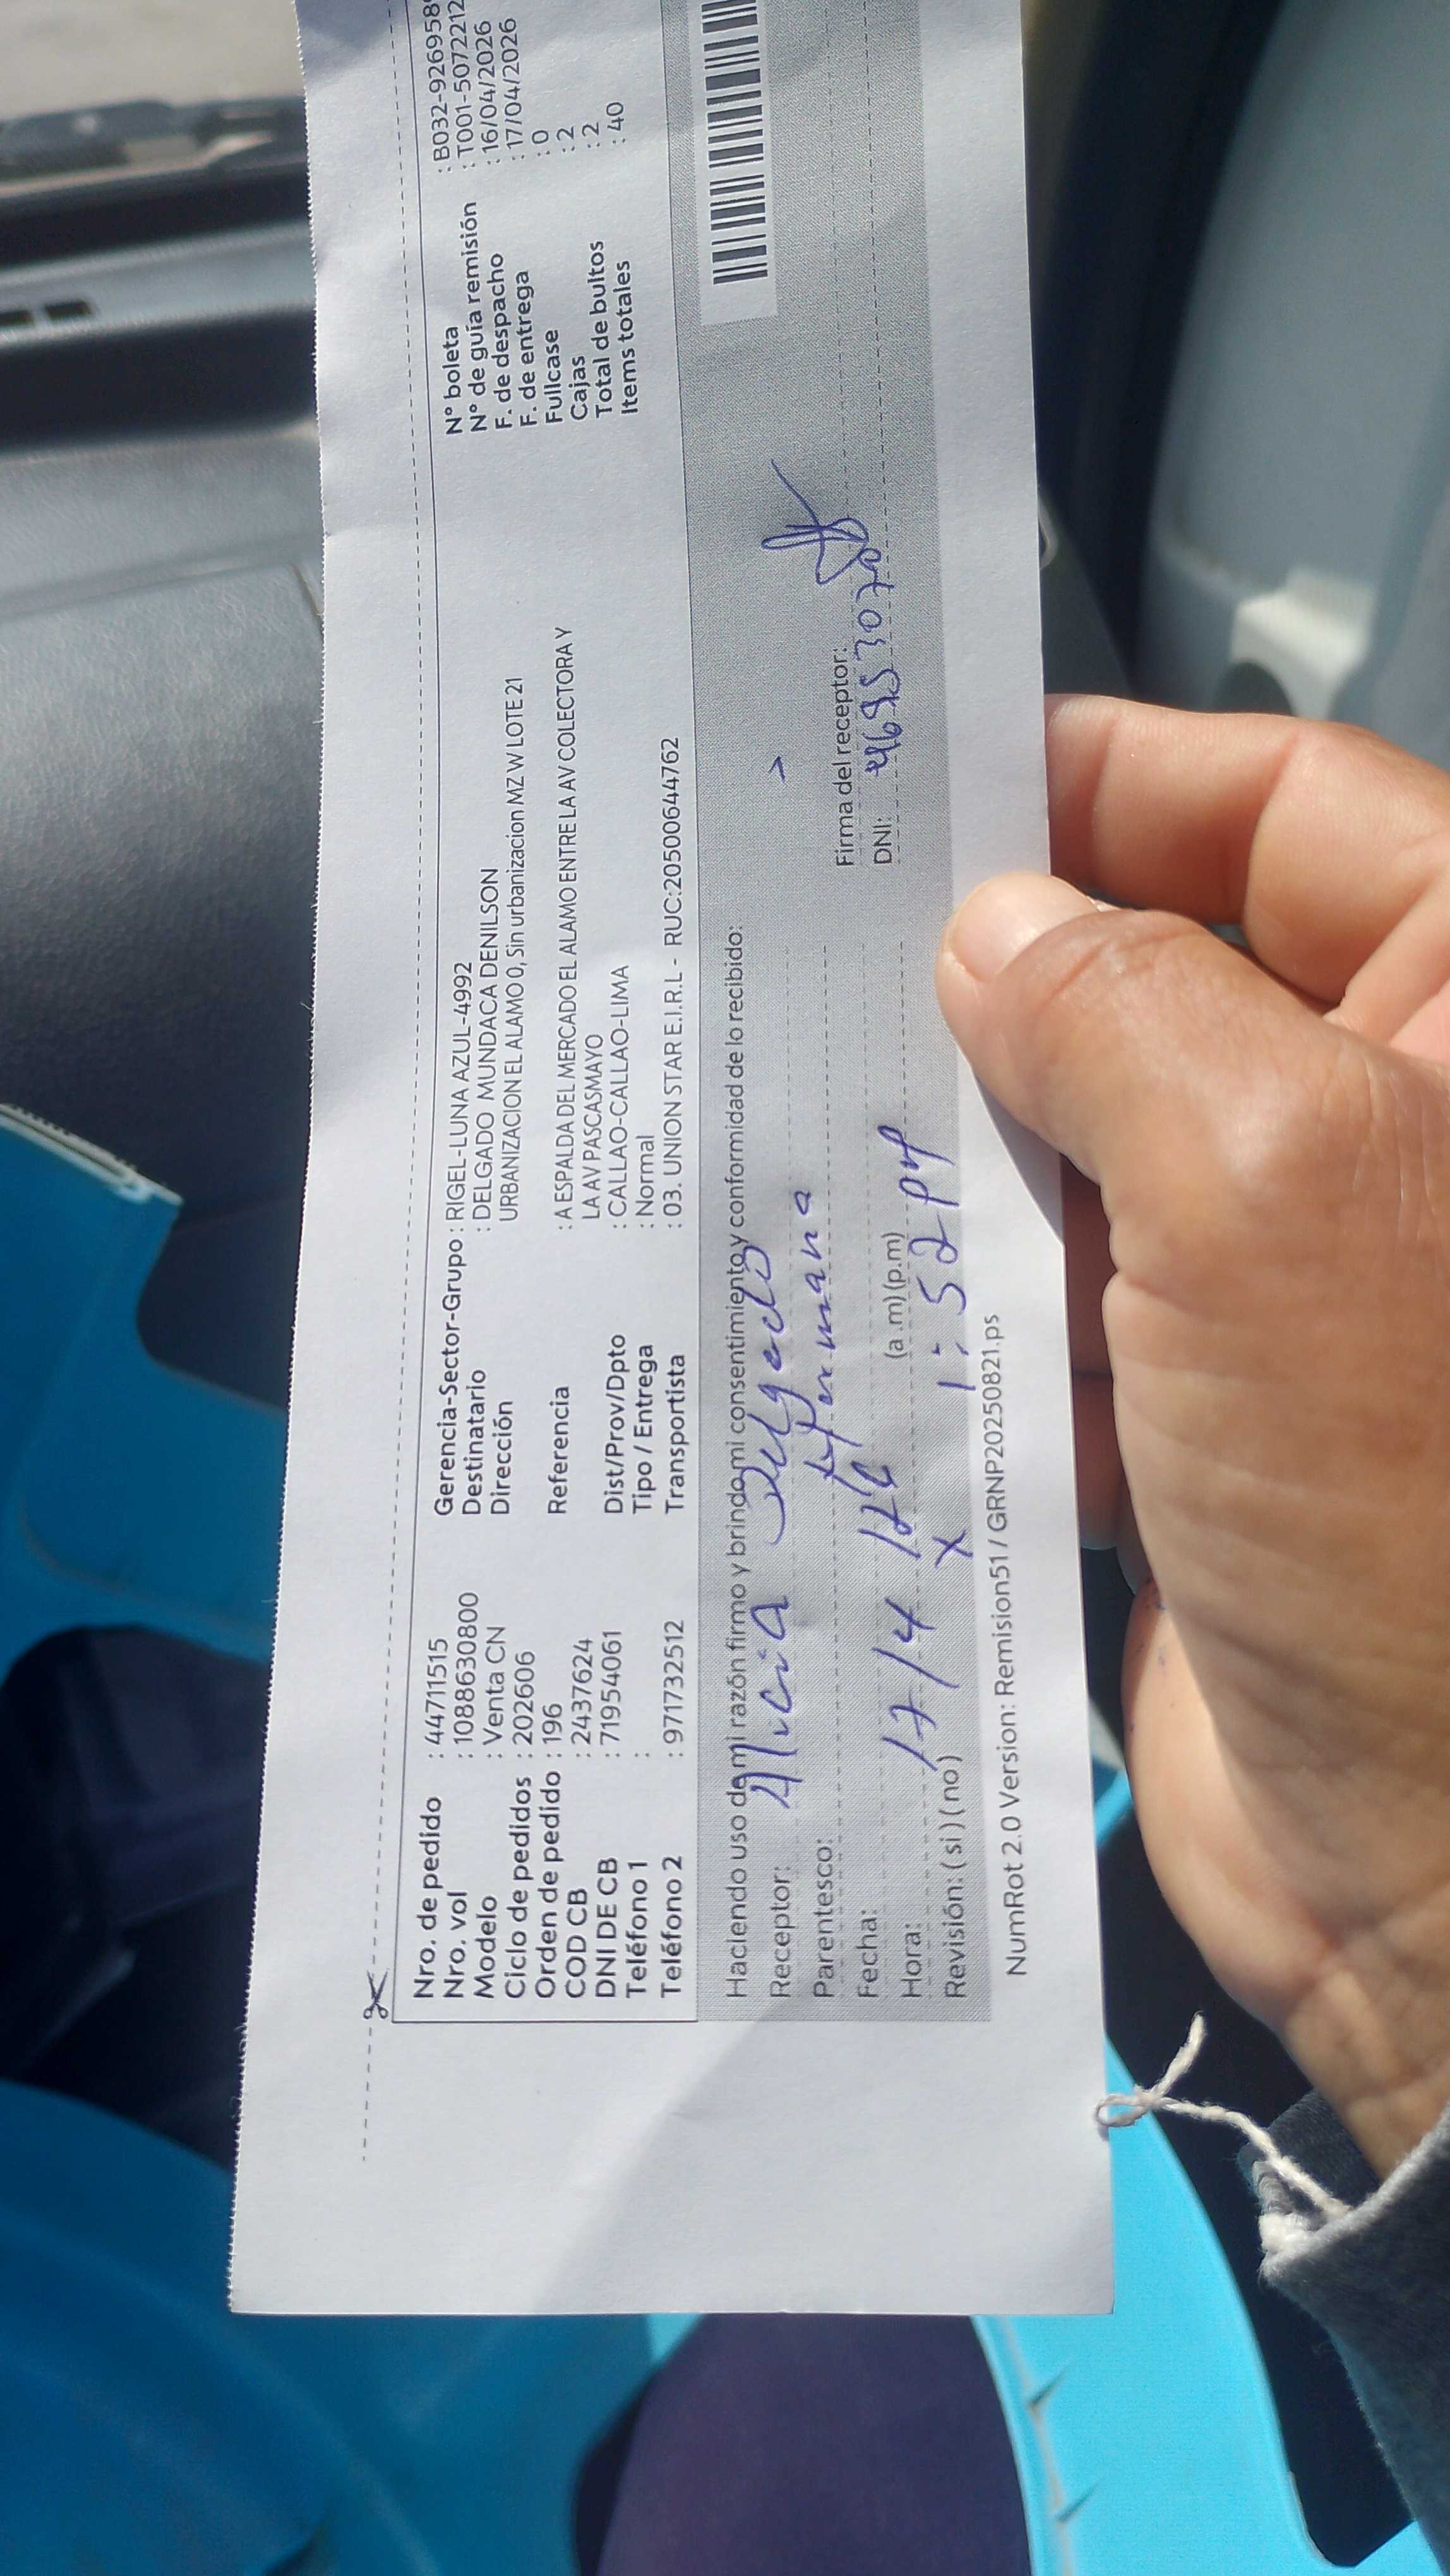 Nro. de pedido : 44711515
Nro. vol : 1088630800
Modelo : Venta CN
Ciclo de pedidos : 202606
Orden de pedido : 196
COD CB : 2437624
DNI DE CB : 71954061
Teléfono 1 :
Teléfono 2 : 971732512
Gerencia-Sector-Grupo : RIGEL-LUNA AZUL-4992
Destinatario : DELGADO MUNDACA DENILSON
Dirección URBANIZACION EL ALAMO 0, Sin urbanizacion MZ W LOTE 21
Referencia : A ESPALDA DEL MERCADO EL ALAMO ENTRE LA AV COLECTORA Y
LA AV PASCASMAYO
Dist/Prov/Dpto : CALLAO-CALLAO-LIMA
Tipo / Entrega : Normal
Transportista : 03. UNION STAR E.I.R.L - RUC:20500644762
N° boleta : B032-926958
N° de guía remisión : T001-5072212
F. de despacho : 16/04/2026
F. de entrega : 17/04/2026
Fullcase : 0
Cajas : 2
Total de bultos : 2
Items totales : 40
Haciendo uso de mi razón firmo y brindo mi consentimiento y conformidad de lo recibido:
Receptor: Alicia Delgado
Parentesco: Hermana
Fecha: 17/4/26
Hora: (a .m) (p.m) 1:52 pm
Revisión: ( si ) ( no ) X
Firma del receptor:
DNI: 46953070
NumRot 2.0 Version: Remision51 / GRNP20250821.ps